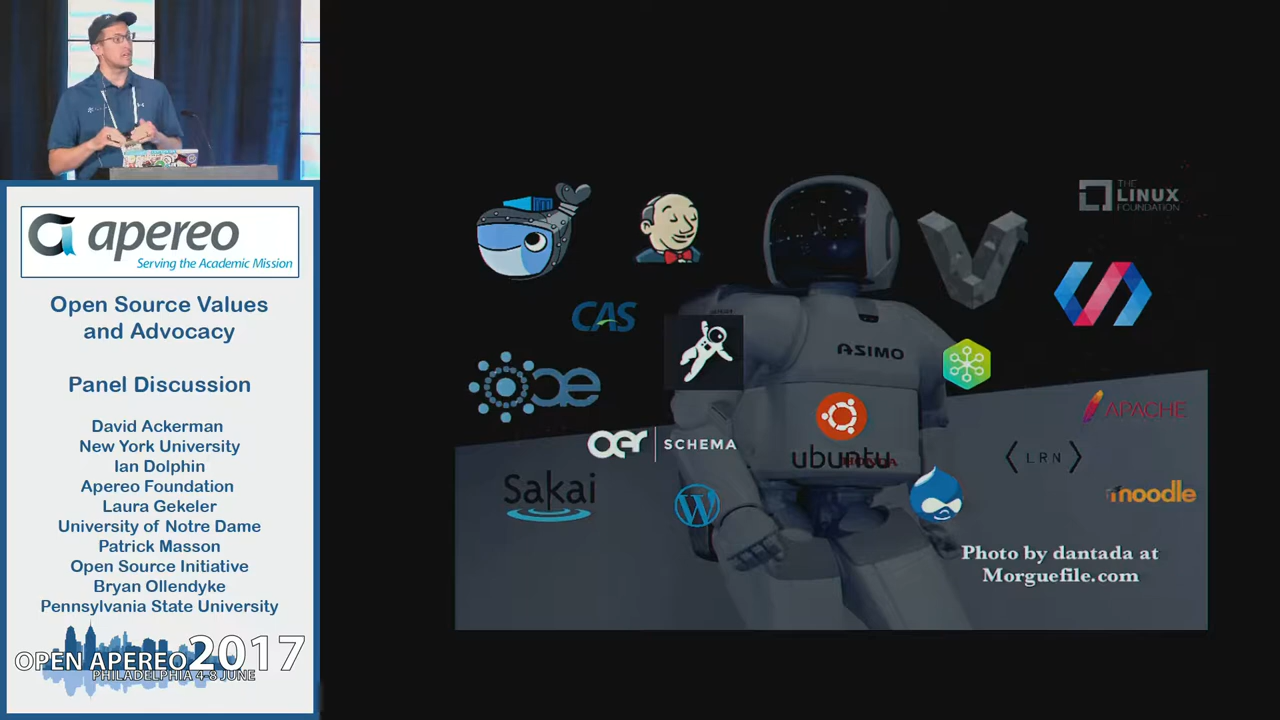 apereo
Serving the Academic Mission
Open Source Values
and Advocacy
Panel Discussion
David Ackerman
New York University
Ian Dolphin
Apereo Foundation
Laura Gekeler
University of Notre Dame
Patrick Masson
Open Source Initiative
Bryan Ollendyke
Pennsylvania State University
OPEN APEREO 2017
PHILADELPHIA 4-8 JUNE
THE
LINUX
FOUNDATION
CAS
ASIMO
ae
APACHE
oer SCHEMA
ubuntu
HONDA
LRN
Sakai
moodle
Photo by dantada at
Morguefile.com